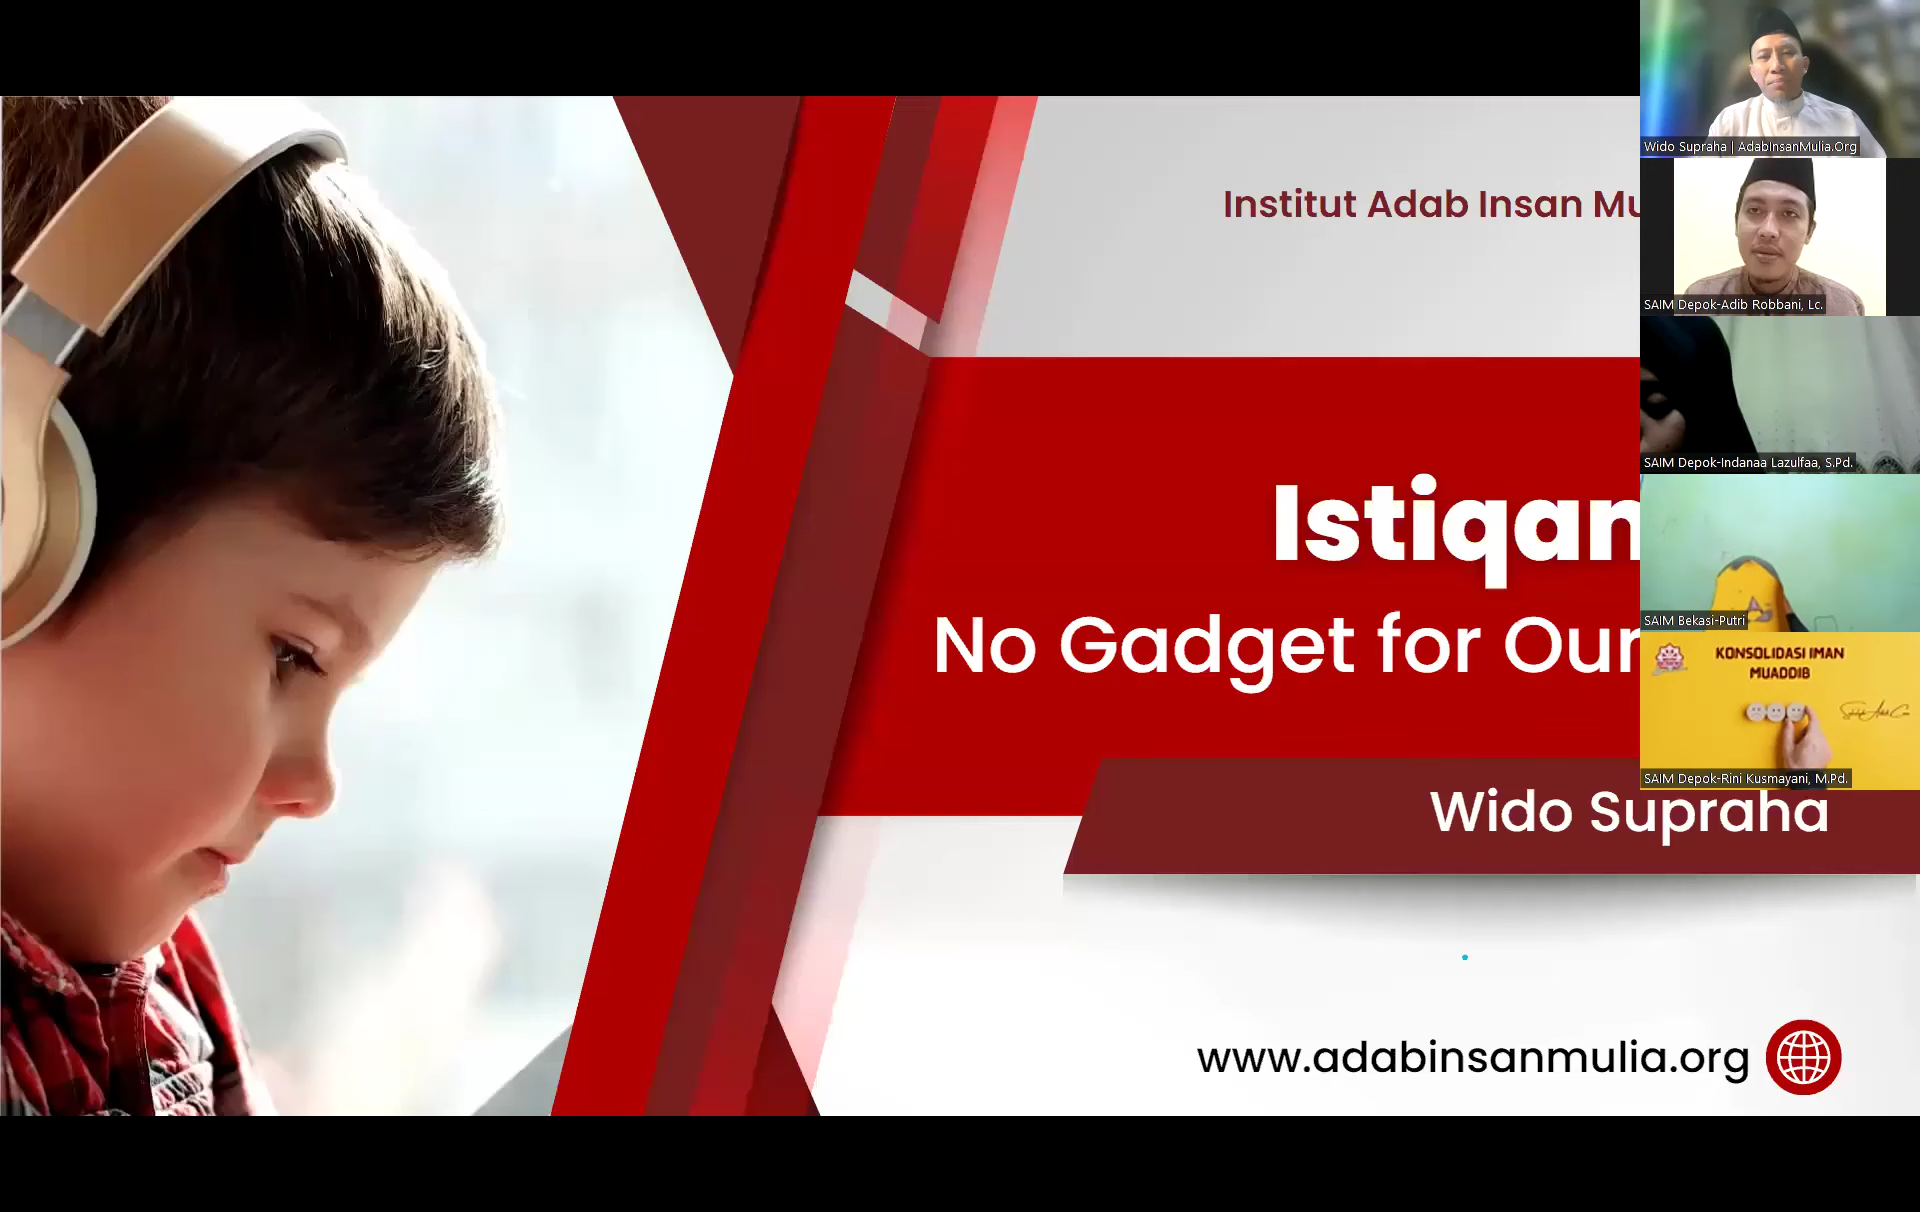 Institut Adab Insan Mu
Istiqam
No Gadget for Our
Wido Supraha
www.adabinsanmulia.org
Wido Supraha | AdabInsanMulia.Org
SAIM Depok-Adib Robbani, Lc.
SAIM Depok-Indanaa Lazulfaa, S.Pd.
SAIM Bekasi-Putri
KONSOLIDASI IMAN
MUADDIB
SAIM Depok-Rini Kusmayani, M.Pd.